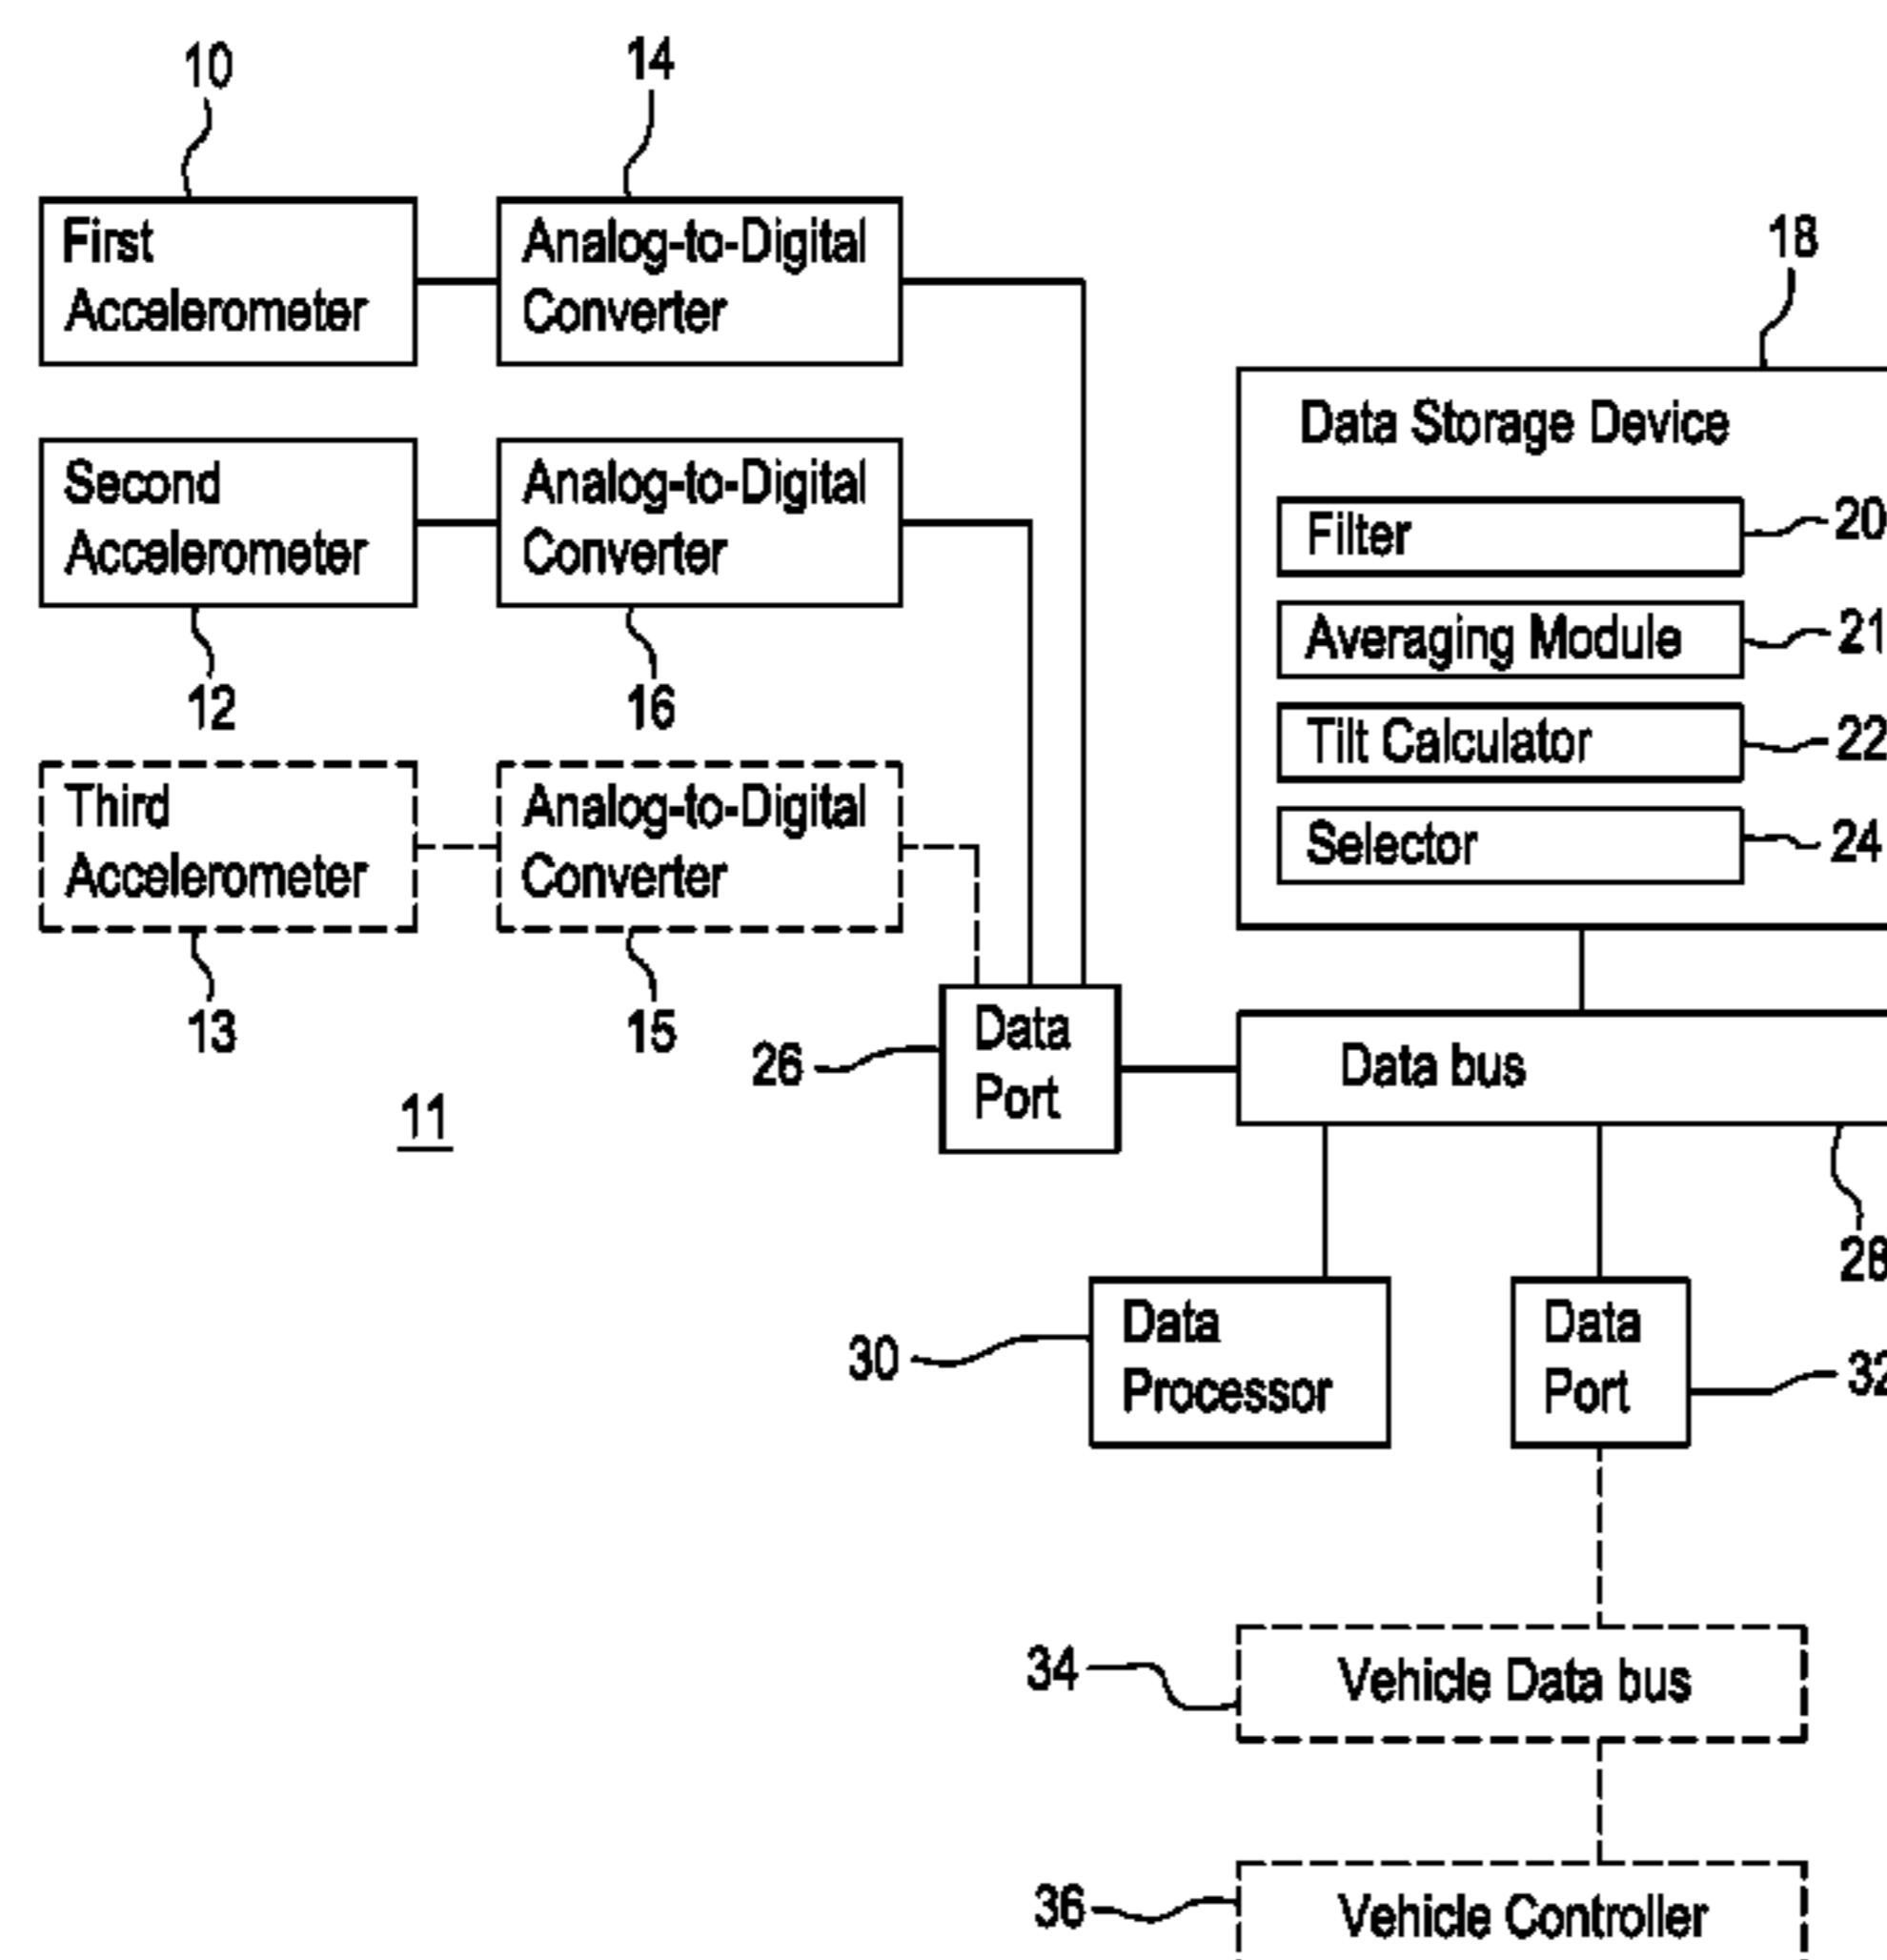 10
14
First
Accelerometer
Analog-to-Digital
Converter
18
Data Storage Device
Second
Accelerometer
Analog-to-Digital
Converter
Filter
20
Averaging Module
21
12
16
Tilt Calculator
22
Third
Accelerometer
Analog-to-Digital
Converter
Selector
24
13
15
26
Data
Port
Data bus
11
28
30
Data
Processor
Data
Port
32
34
Vehicle Data bus
36
Vehicle Controller